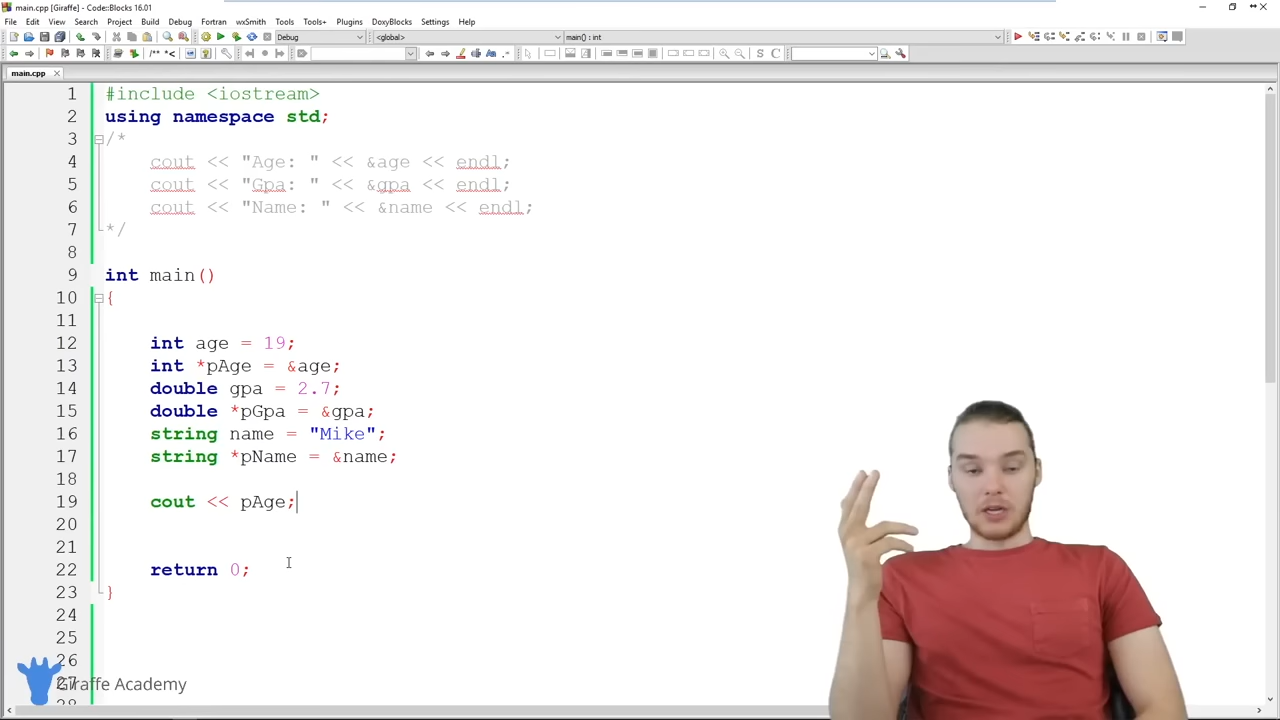 main.cpp [Giraffe] - Code::Blocks 16.01
File Edit View Search Project Build Debug Fortran wxSmith Tools Tools+ Plugins DoxyBlocks Settings Help
Debug <global> main() : int
/** *<
S C
main.cpp
1 #include <iostream>
2 using namespace std;
3 /*
4 cout << "Age: " << &age << endl;
5 cout << "Gpa: " << &gpa << endl;
6 cout << "Name: " << &name << endl;
7 */
8
9 int main()
10 {
11
12 int age = 19;
13 int *pAge = &age;
14 double gpa = 2.7;
15 double *pGpa = &gpa;
16 string name = "Mike";
17 string *pName = &name;
18
19 cout << pAge;
20
21
22 return 0;
23 }
24
25
26
27
Giraffe Academy